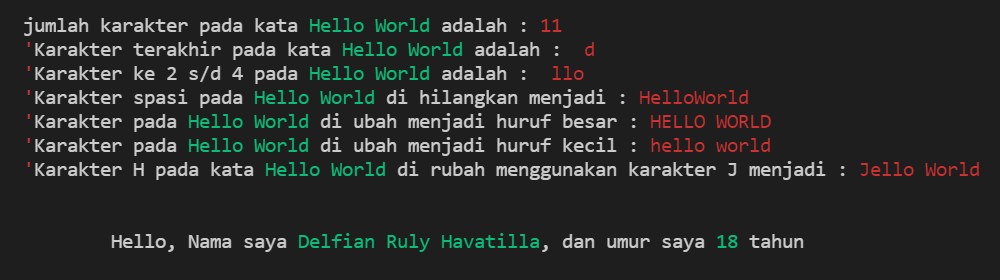 jumlah karakter pada kata Hello World adalah : 11
'Karakter terakhir pada kata Hello World adalah :  d
'Karakter ke 2 s/d 4 pada Hello World adalah :  llo
'Karakter spasi pada Hello World di hilangkan menjadi : HelloWorld
'Karakter pada Hello World di ubah menjadi huruf besar : HELLO WORLD
'Karakter pada Hello World di ubah menjadi huruf kecil : hello world
'Karakter H pada kata Hello World di rubah menggunakan karakter J menjadi : Jello World
Hello, Nama saya Delfian Ruly Havatilla, dan umur saya 18 tahun